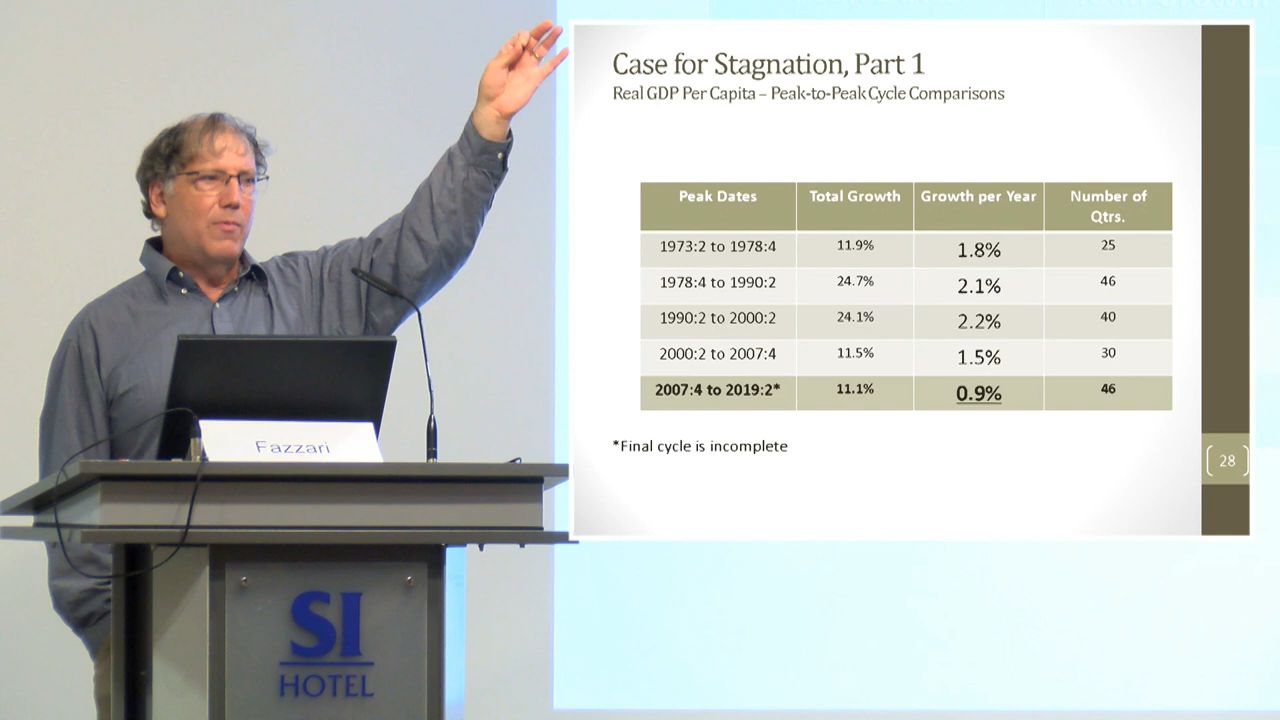 Case for Stagnation, Part 1
Real GDP Per Capita – Peak-to-Peak Cycle Comparisons
Peak Dates Total Growth Growth per Year Number of
Qtrs.
1973:2 to 1978:4 11.9% 1.8% 25
1978:4 to 1990:2 24.7% 2.1% 46
1990:2 to 2000:2 24.1% 2.2% 40
2000:2 to 2007:4 11.5% 1.5% 30
2007:4 to 2019:2* 11.1% 0.9% 46
*Final cycle is incomplete
28
Fazzari
SI
HOTEL